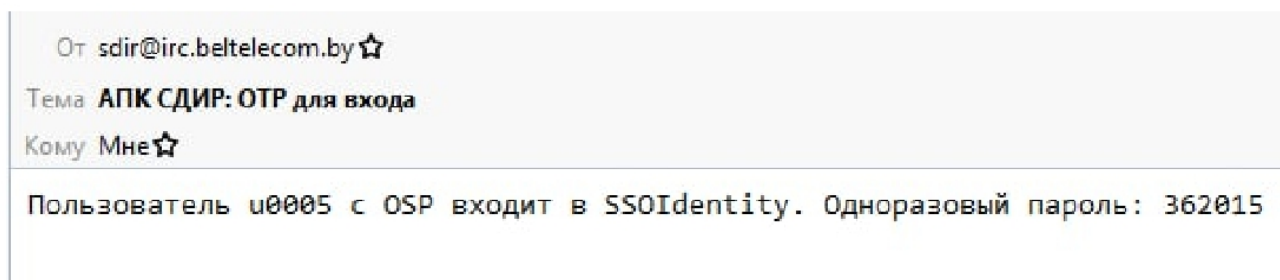 От sdir@irc.beltelecom.by
Тема АПК СДИР: OTP для входа
Кому Мне
Пользователь u0005 с OSP входит в SSOIdentity. Одноразовый пароль: 362015